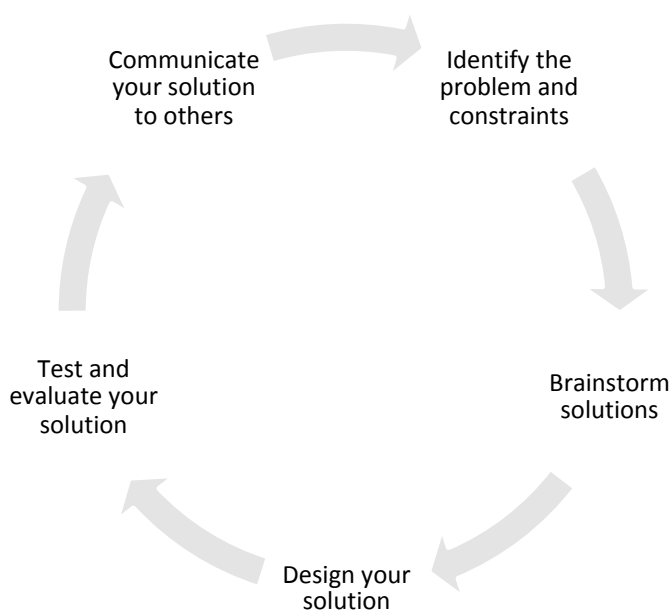 Communicate
your solution
to others
Identify the
problem and
constraints
Brainstorm
solutions
Design your
solution
Test and
evaluate your
solution